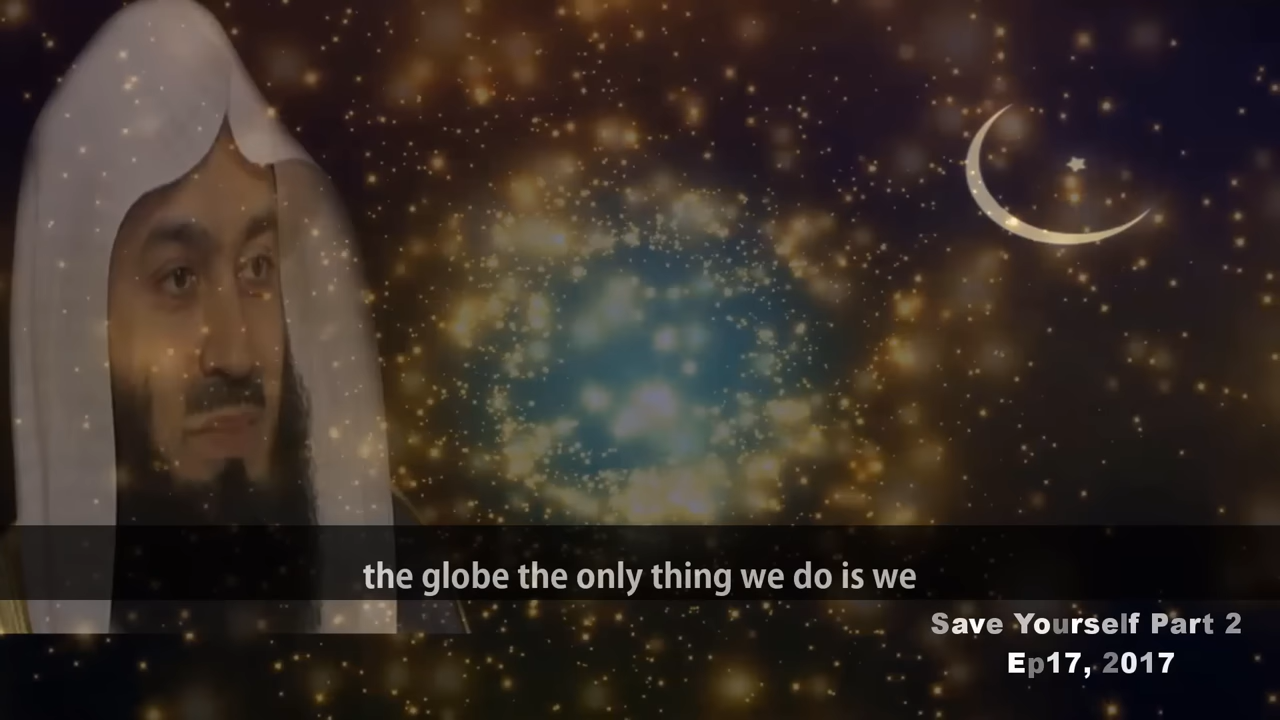 the globe the only thing we do is we
Save Yourself Part 2
Ep17, 2017